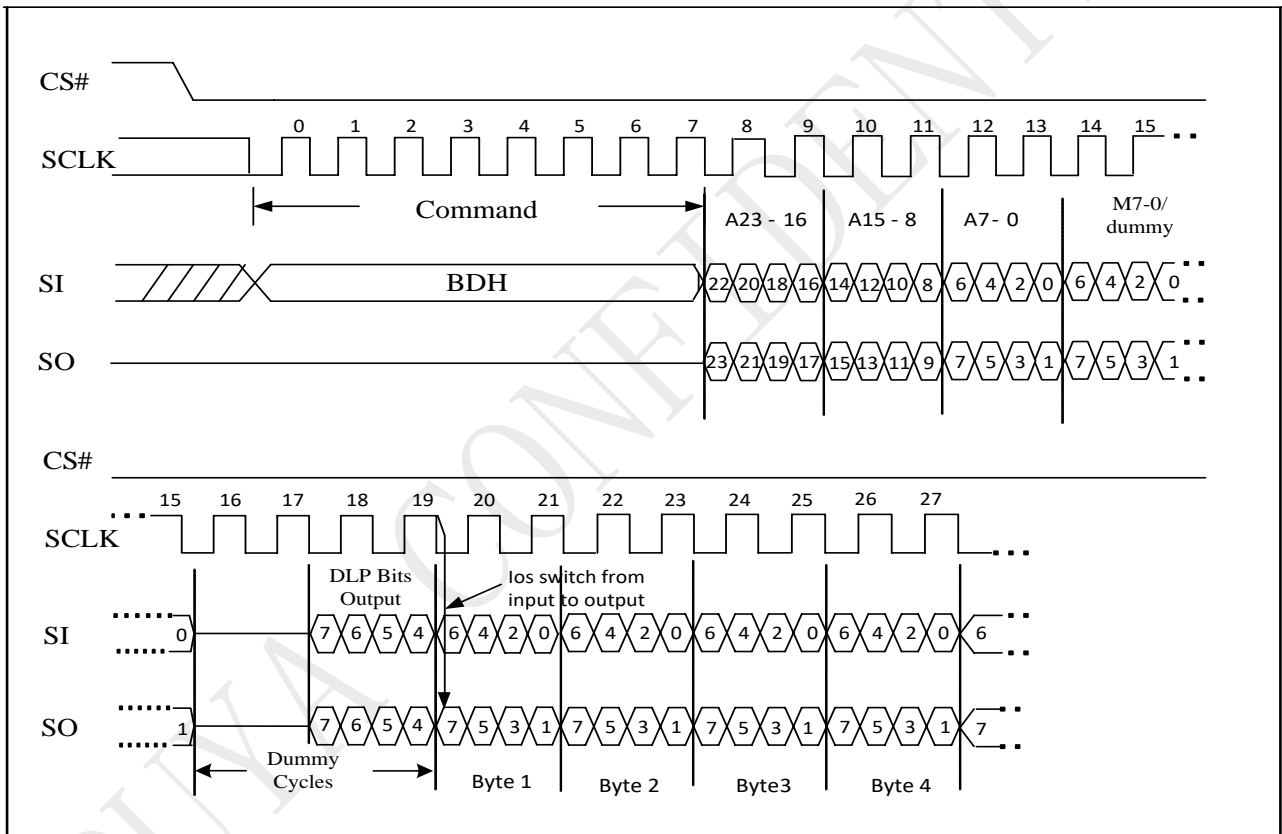 CS#
0 1 2 3 4 5 6 7 8 9 10 11 12 13 14 15
SCLK
Command
A23 - 16 A15 - 8 A7 - 0 M7-0/
dummy
SI BDH 22 20 18 16 14 12 10 8 6 4 2 0 6 4 2 0
SO 23 21 19 17 15 13 11 9 7 5 3 1 7 5 3 1
CS#
15 16 17 18 19 20 21 22 23 24 25 26 27
SCLK
DLP Bits
Output
Ios switch from
input to output
SI 0 7 6 5 4 6 4 2 0 6 4 2 0 6 4 2 0 6 4 2 0 6
SO 1 7 6 5 4 7 5 3 1 7 5 3 1 7 5 3 1 7 5 3 1 7
Dummy
Cycles
Byte 1 Byte 2 Byte3 Byte 4